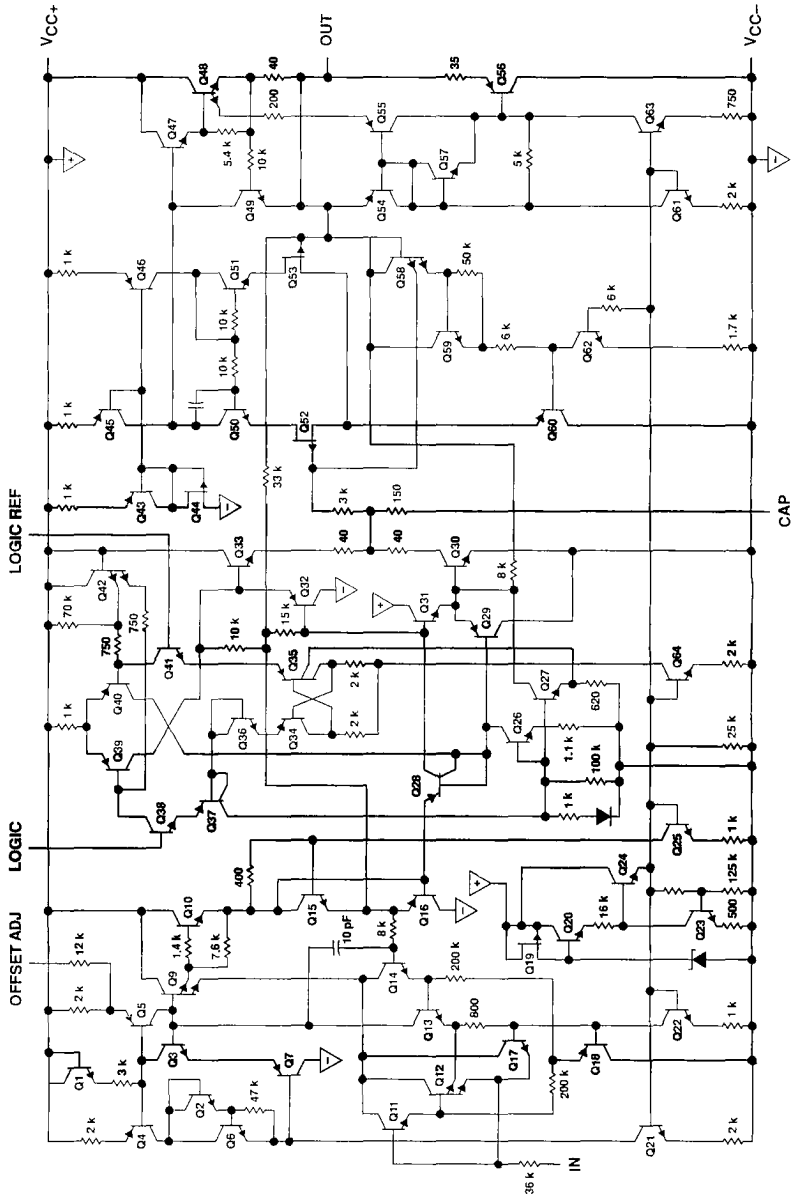 VCC+
OUT
VCC−
LOGIC REF
LOGIC
OFFSET ADJ
CAP
IN
+
−
Q1
2 k
3 k
Q4
Q2
Q6
47 k
Q3
Q5
2 k
12 k
Q7
−
Q9
1.4 k
Q10
7.6 k
Q11
36 k
Q12
Q13
Q14
8 k
10 pF
200 k
800
Q17
200 k
Q18
Q15
400
Q16
−
Q21
2 k
Q22
1 k
+
Q19
Q20
16 k
Q24
Q23
500
125 k
Q25
1 k
25 k
Q38
Q37
Q39
Q40
1 k
750
70 k
Q42
750
Q41
Q36
Q34
Q35
2 k
2 k
10 k
15 k
Q32
−
Q33
40
40
Q28
+
Q31
Q29
Q30
Q26
Q27
1.1 k
620
100 k
1 k
Q64
2 k
8 k
33 k
1 k
Q43
Q44
−
1 k
Q45
Q46
1 k
Q50
10 k
10 k
Q51
Q52
Q53
3 k
150
Q58
50 k
Q59
6 k
Q60
Q62
6 k
1.7 k
Q47
Q48
40
5.4 k
10 k
200
Q49
Q54
Q55
35
Q56
Q57
5 k
Q61
2 k
Q63
750